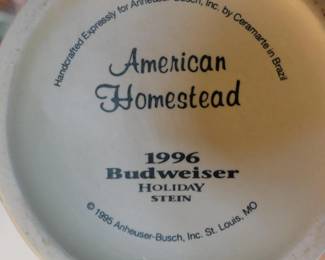 Handcrafted Expressly for Anheuser-Busch, Inc. by Ceramarte in Brazil
American
Homestead
1996
Budweiser
HOLIDAY
STEIN
© 1995 Anheuser-Busch, Inc. St. Louis, MO